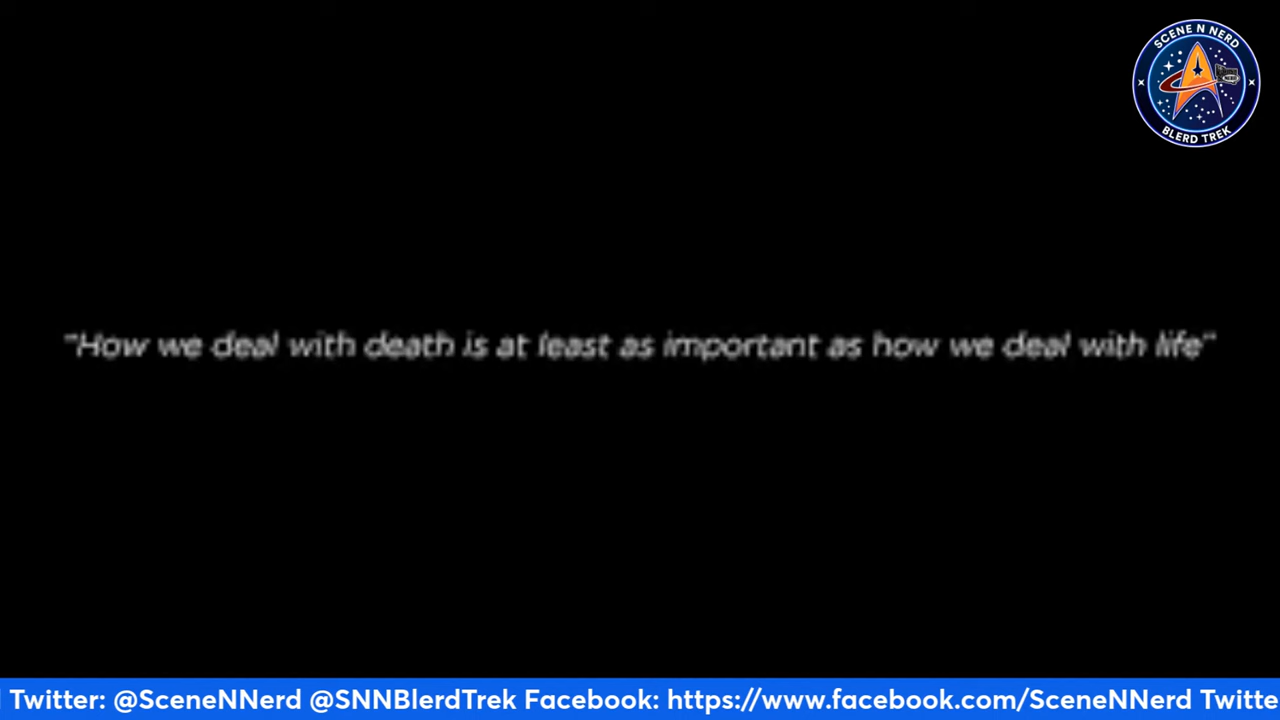 SCENE N NERD
BLERD TREK
"How we deal with death is at least as important as how we deal with life"
Twitter: @SceneNNerd @SNNBlerdTrek Facebook: https://www.facebook.com/SceneNNerd Twitte